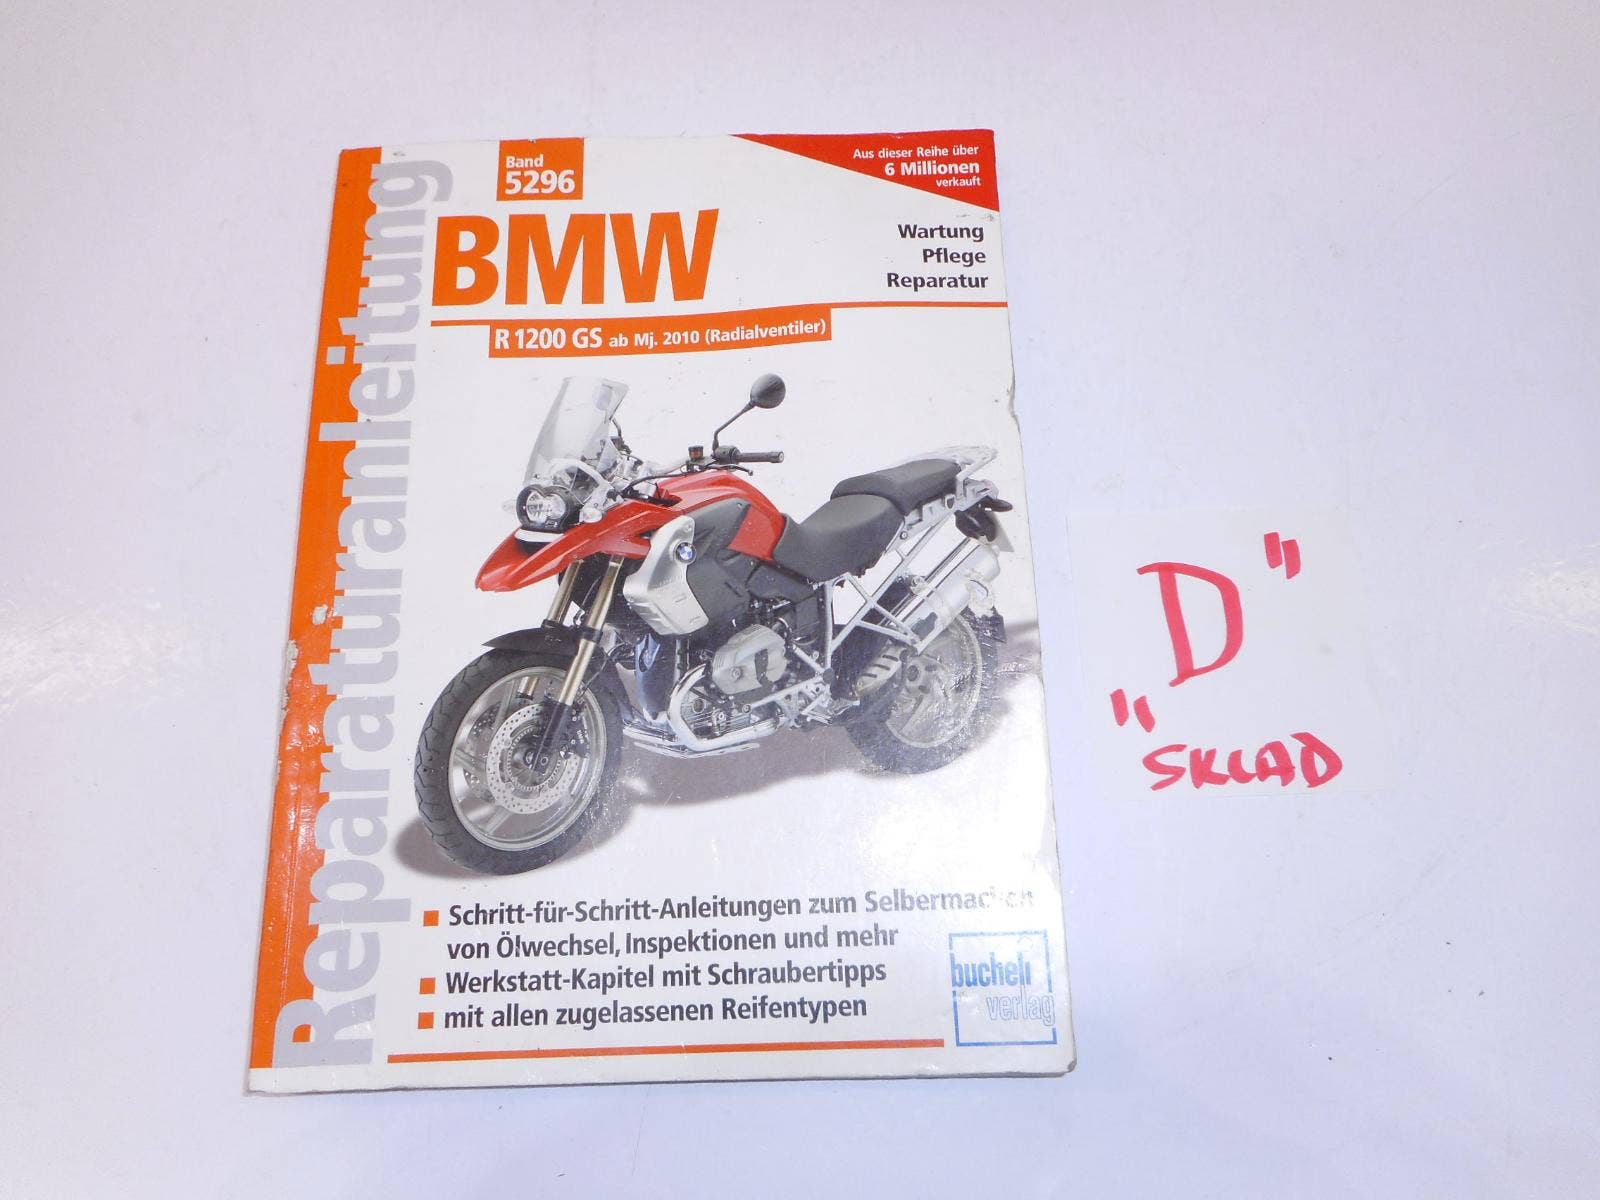 Reparaturanleitung
Band
5296
Aus dieser Reihe über
6 Millionen
verkauft
BMW
Wartung
Pflege
Reparatur
R 1200 GS ab Mj. 2010 (Radialventiler)
Schritt-für-Schritt-Anleitungen zum Selbermachen
von Ölwechsel, Inspektionen und mehr
Werkstatt-Kapitel mit Schraubertipps
mit allen zugelassenen Reifentypen
bucheli
verlag
D"
"SKLAD